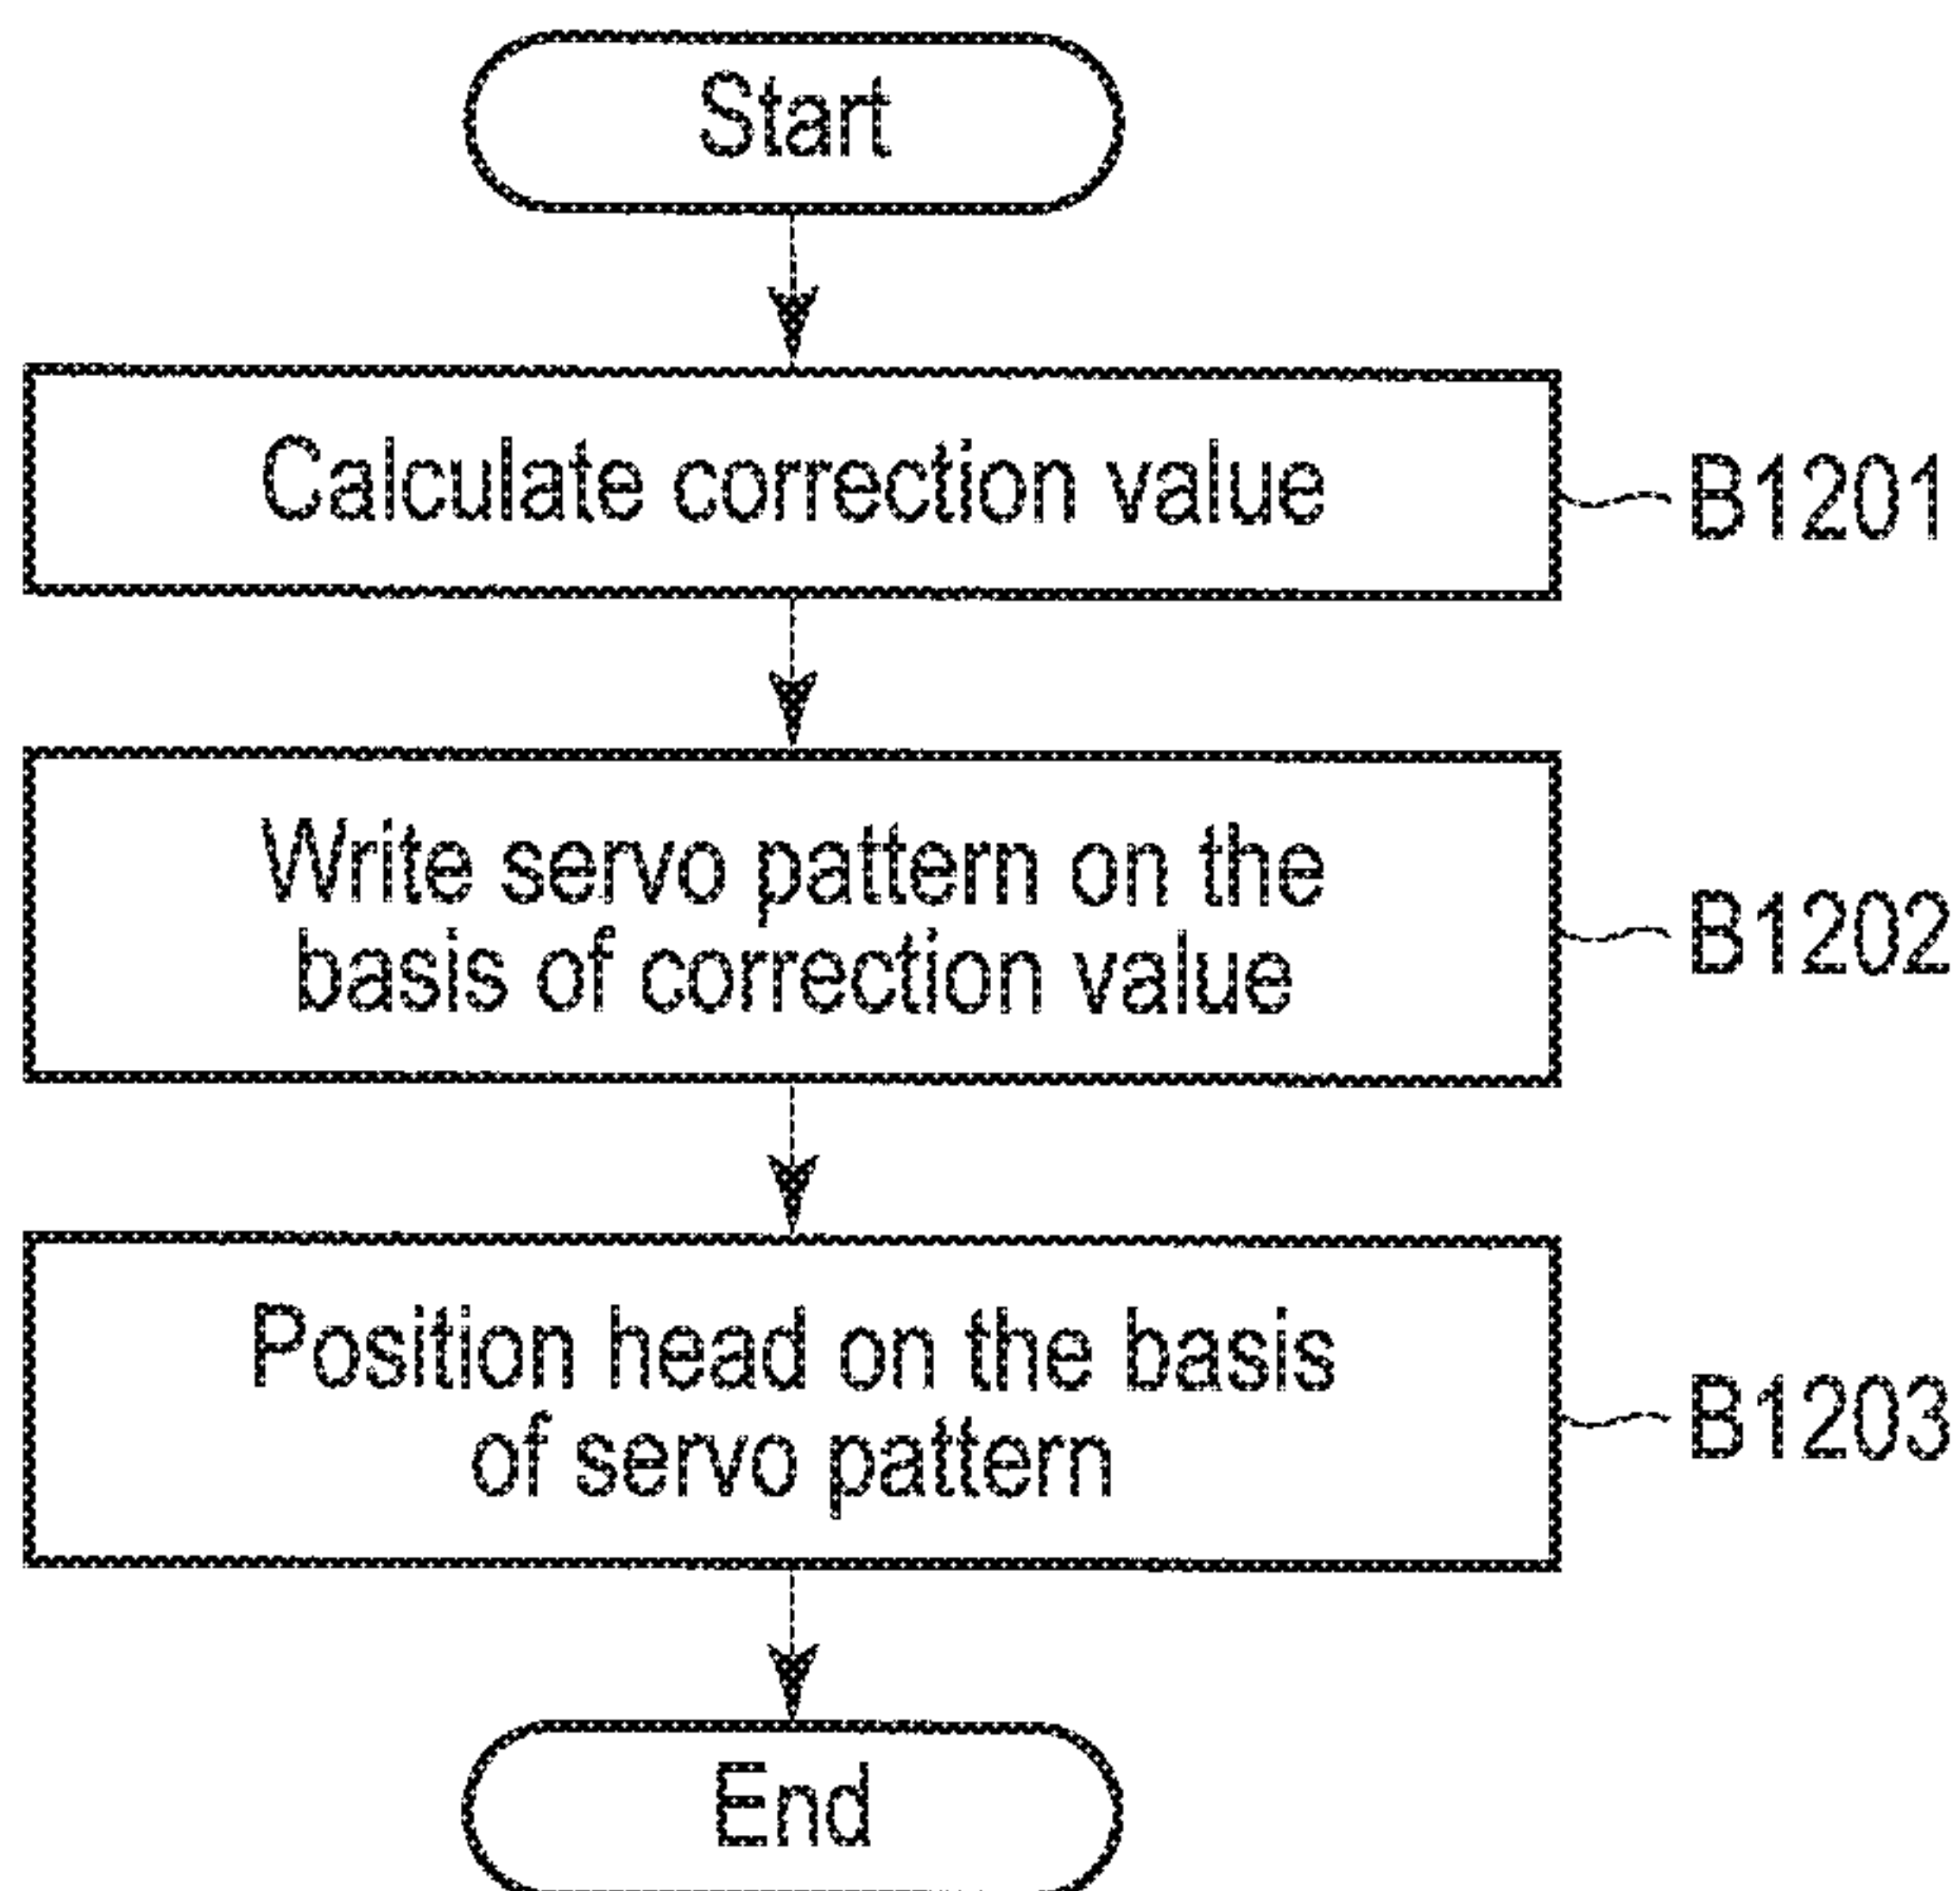 Start
Calculate correction value
B1201
Write servo pattern on the
basis of correction value
B1202
Position head on the basis
of servo pattern
B1203
End